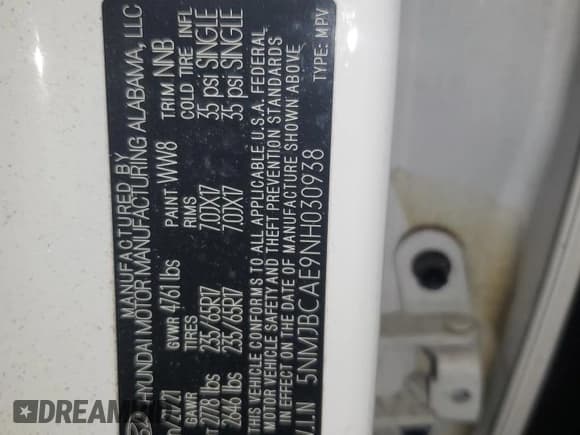 MANUFACTURED BY
HYUNDAI MOTOR MANUFACTURING ALABAMA, LLC
/21 GVWR 4761 lbs PAINT WW8 TRIM NNB
GAWR TIRES RIMS COLD TIRE INFL
2778 lbs 235/65R17 7.0JX17 35 psi SINGLE
2646 lbs 235/65R17 7.0JX17 35 psi SINGLE
THIS VEHICLE CONFORMS TO ALL APPLICABLE U.S.A. FEDERAL
MOTOR VEHICLE SAFETY AND THEFT PREVENTION STANDARDS
IN EFFECT ON THE DATE OF MANUFACTURE SHOWN ABOVE
V.I.N 5NMJBCAE9NH030938 TYPE: MPV
DREAM